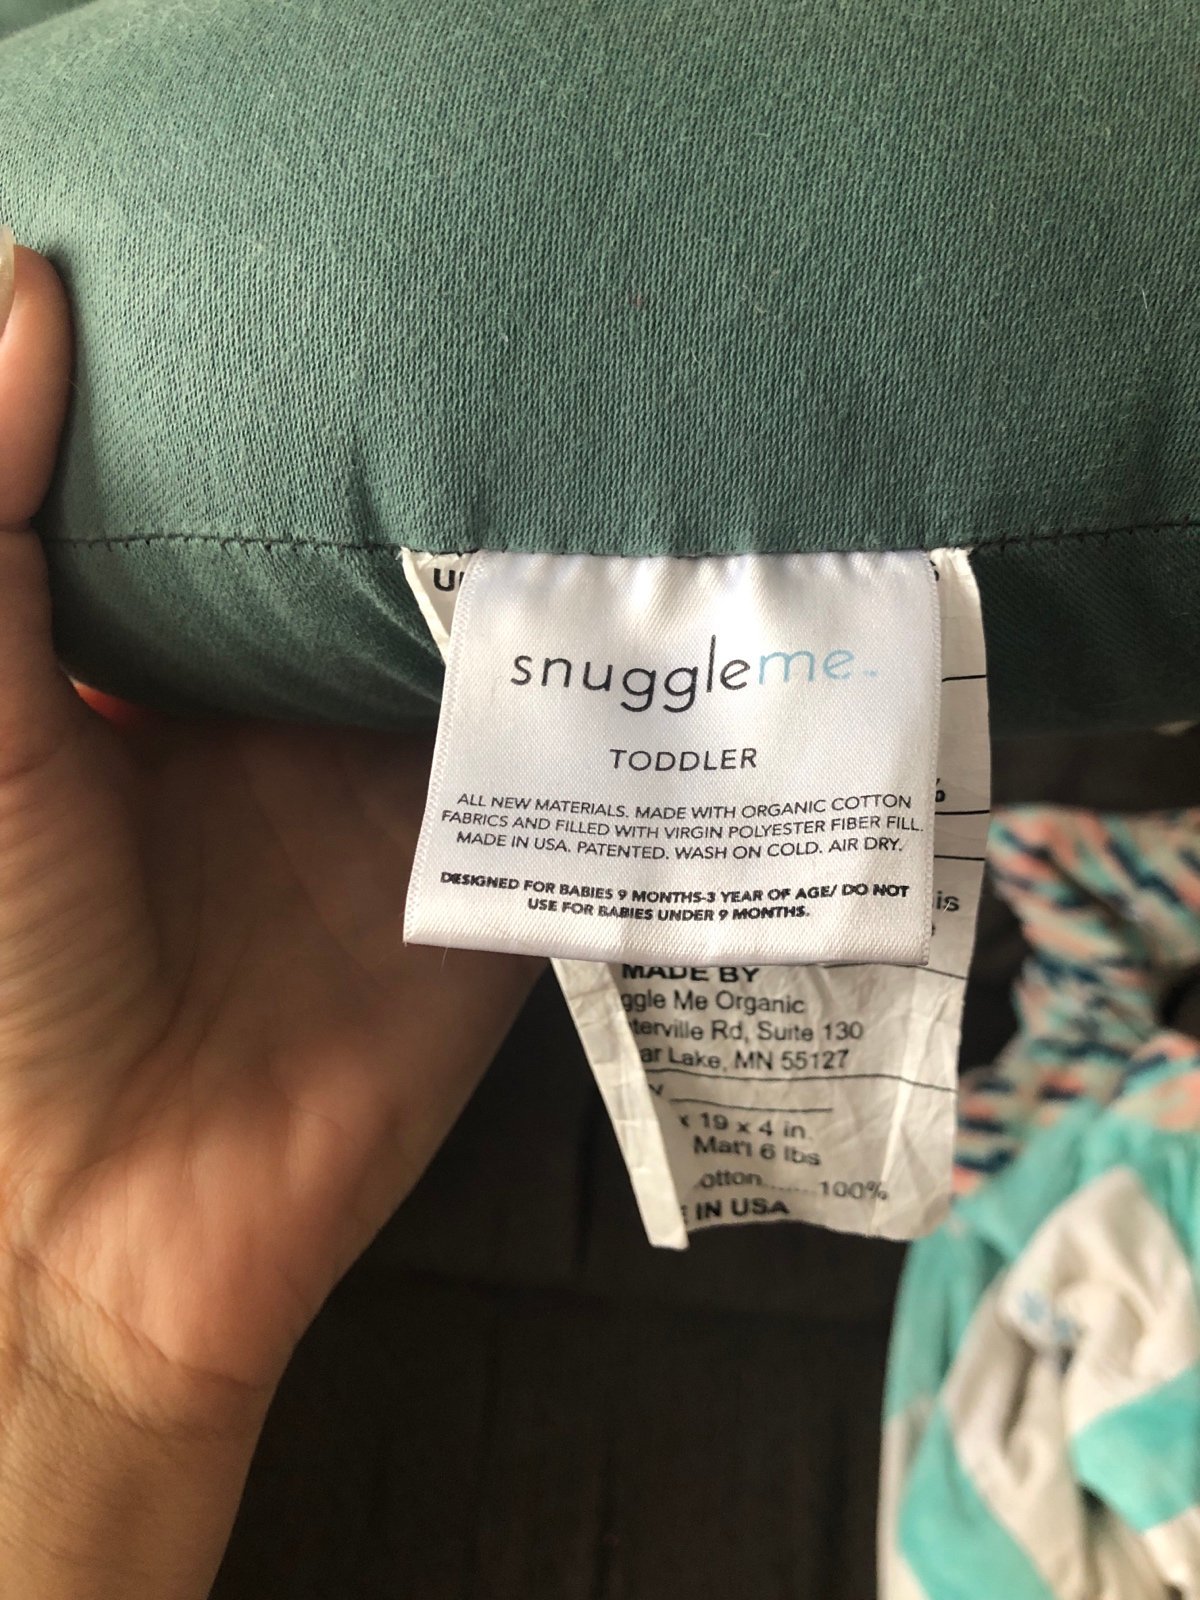 snuggleme™
TODDLER
ALL NEW MATERIALS. MADE WITH ORGANIC COTTON
FABRICS AND FILLED WITH VIRGIN POLYESTER FIBER FILL.
MADE IN USA. PATENTED. WASH ON COLD. AIR DRY.
DESIGNED FOR BABIES 9 MONTHS-3 YEAR OF AGE/ DO NOT
USE FOR BABIES UNDER 9 MONTHS.
%
is
MADE BY
ggle Me Organic
terville Rd, Suite 130
ar Lake, MN 55127
x 19 x 4 in.
Mat'l 6 lbs
otton.......100%
IN USA